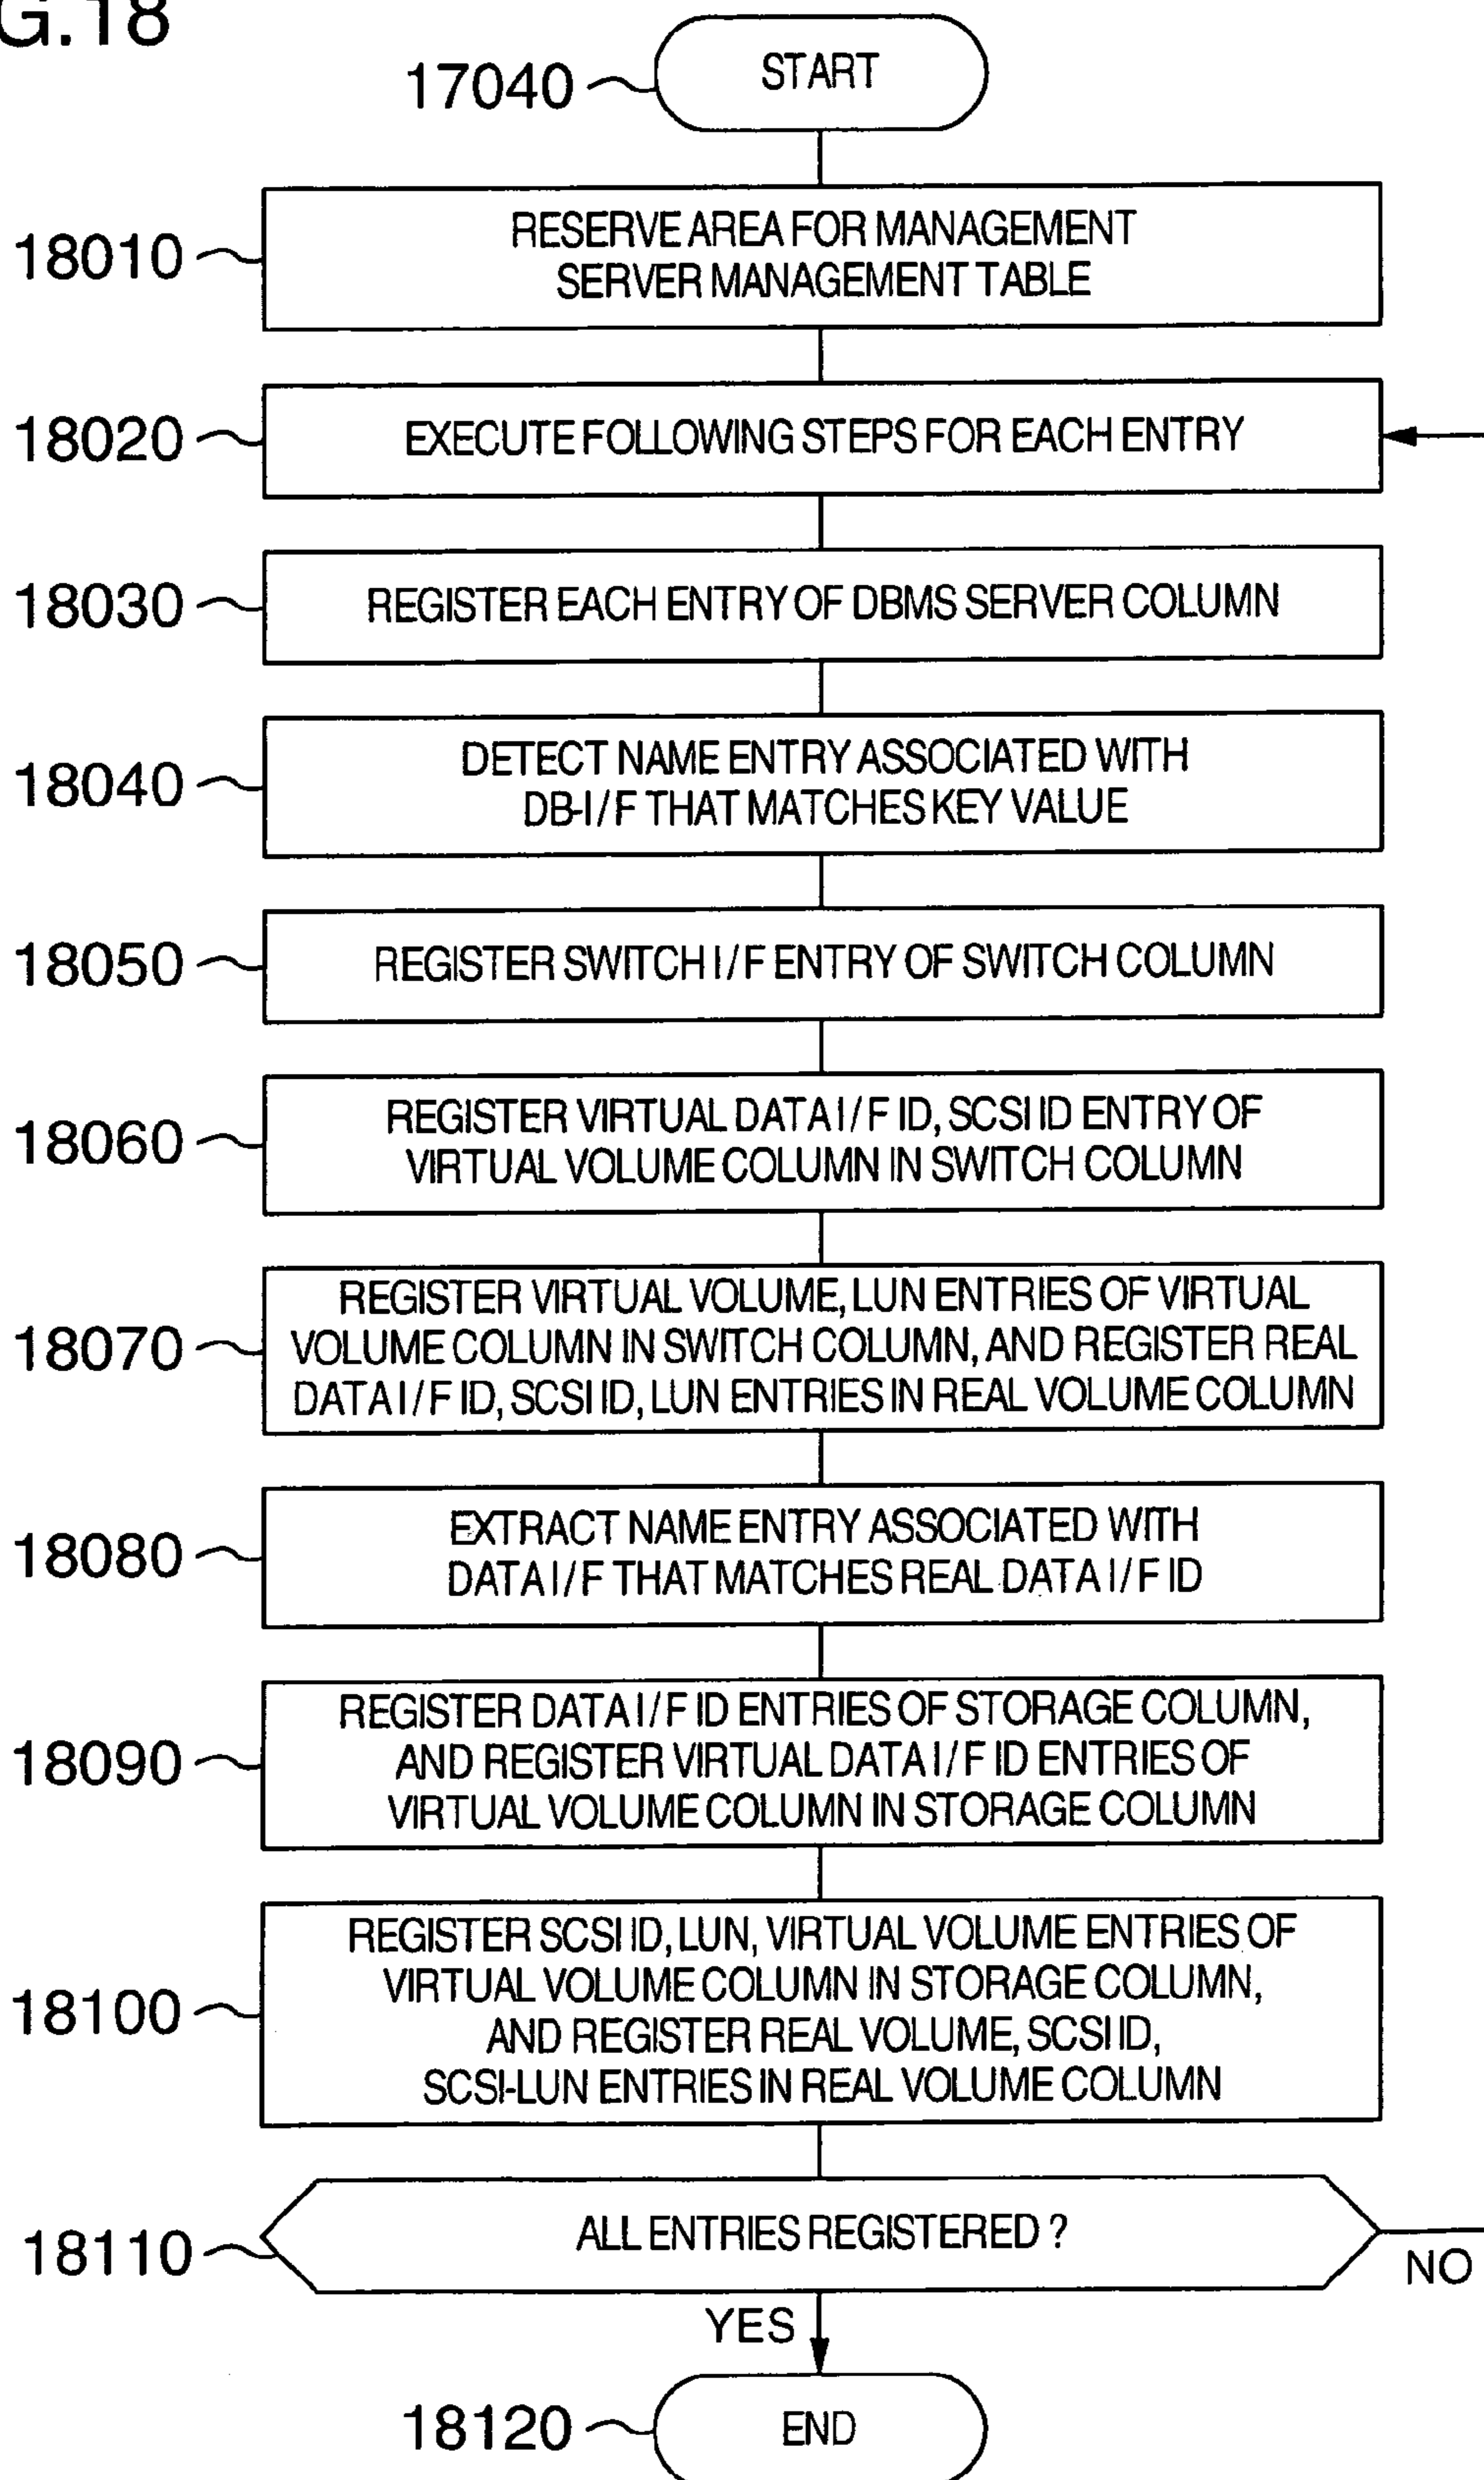 G.18
17040
START
18010
RESERVE AREA FOR MANAGEMENT
SERVER MANAGEMENT TABLE
18020
EXECUTE FOLLOWING STEPS FOR EACH ENTRY
18030
REGISTER EACH ENTRY OF DBMS SERVER COLUMN
18040
DETECT NAME ENTRY ASSOCIATED WITH
DB-I/F THAT MATCHES KEY VALUE
18050
REGISTER SWITCH I/F ENTRY OF SWITCH COLUMN
18060
REGISTER VIRTUAL DATA I/F ID, SCSI ID ENTRY OF
VIRTUAL VOLUME COLUMN IN SWITCH COLUMN
18070
REGISTER VIRTUAL VOLUME, LUN ENTRIES OF VIRTUAL
VOLUME COLUMN IN SWITCH COLUMN, AND REGISTER REAL
DATA I/F ID, SCSI ID, LUN ENTRIES IN REAL VOLUME COLUMN
18080
EXTRACT NAME ENTRY ASSOCIATED WITH
DATA I/F THAT MATCHES REAL DATA I/F ID
18090
REGISTER DATA I/F ID ENTRIES OF STORAGE COLUMN,
AND REGISTER VIRTUAL DATA I/F ID ENTRIES OF
VIRTUAL VOLUME COLUMN IN STORAGE COLUMN
18100
REGISTER SCSI ID, LUN, VIRTUAL VOLUME ENTRIES OF
VIRTUAL VOLUME COLUMN IN STORAGE COLUMN,
AND REGISTER REAL VOLUME, SCSI ID,
SCSI-LUN ENTRIES IN REAL VOLUME COLUMN
18110
ALL ENTRIES REGISTERED ?
NO
YES
18120
END